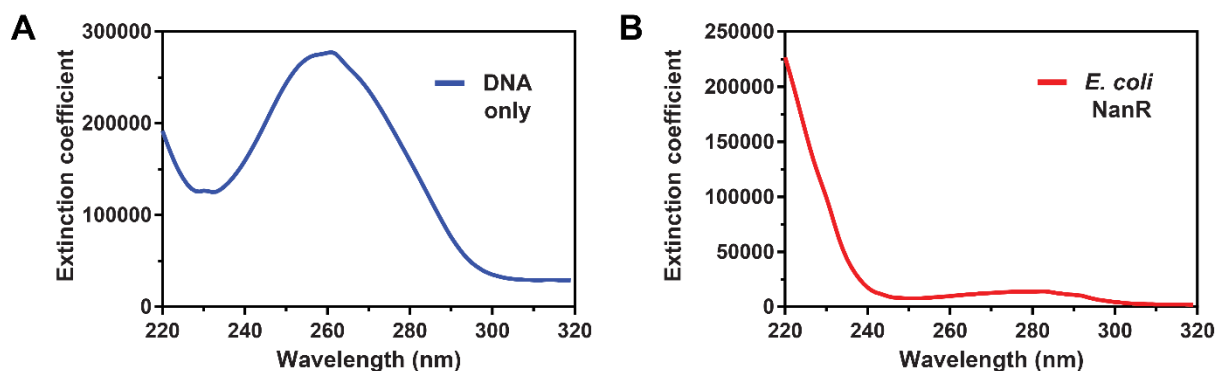 A
Extinction coefficient
300000
200000
100000
0
220 240 260 280 300 320
Wavelength (nm)
DNA
only
B
Extinction coefficient
250000
200000
150000
100000
50000
0
220 240 260 280 300 320
Wavelength (nm)
E. coli
NanR